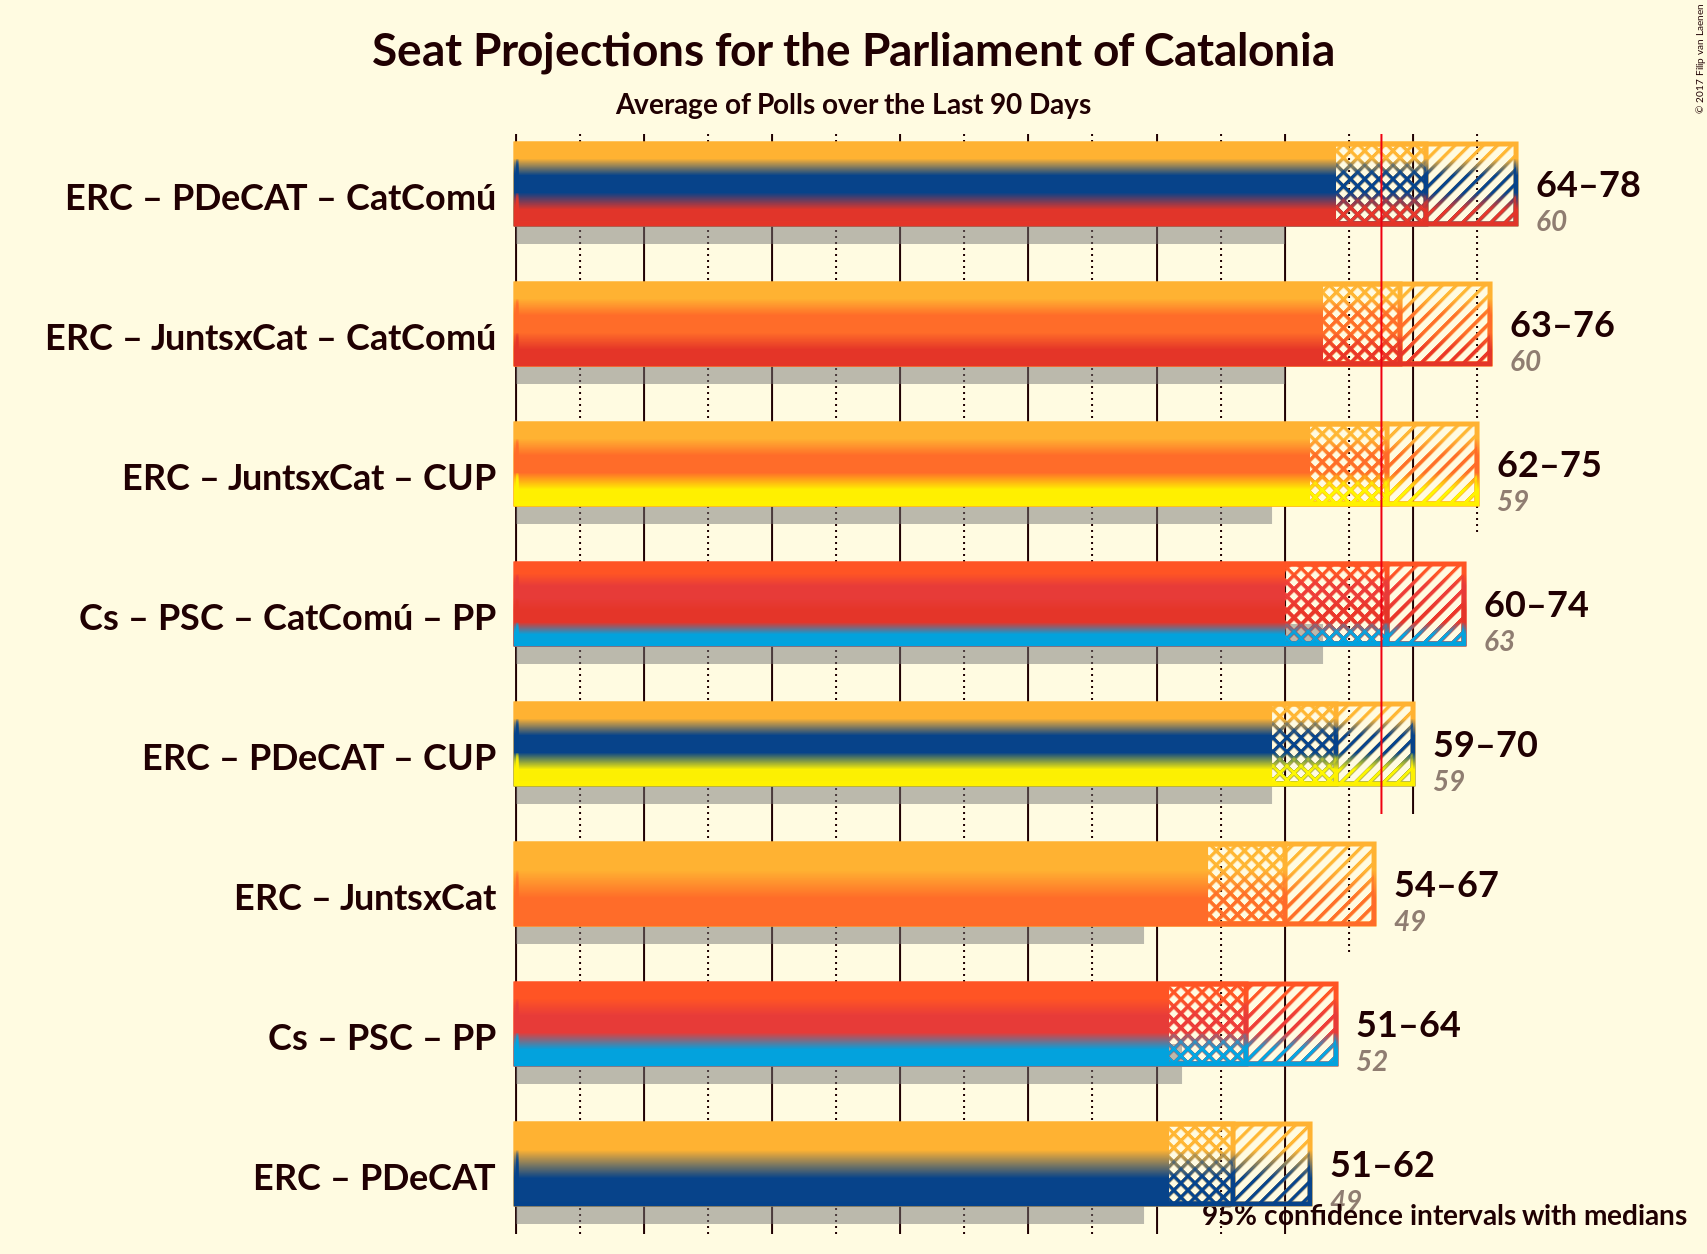 Seat Projections for the Parliament of Catalonia
Average of Polls over the Last 90 Days
© 2017 Filip van Laenen
ERC – PDeCAT – CatComú
64–78
60
ERC – JuntsxCat – CatComú
63–76
60
ERC – JuntsxCat – CUP
62–75
59
Cs – PSC – CatComú – PP
60–74
63
ERC – PDeCAT – CUP
59–70
59
ERC – JuntsxCat
54–67
49
Cs – PSC – PP
51–64
52
ERC – PDeCAT
51–62
49
95% confidence intervals with medians